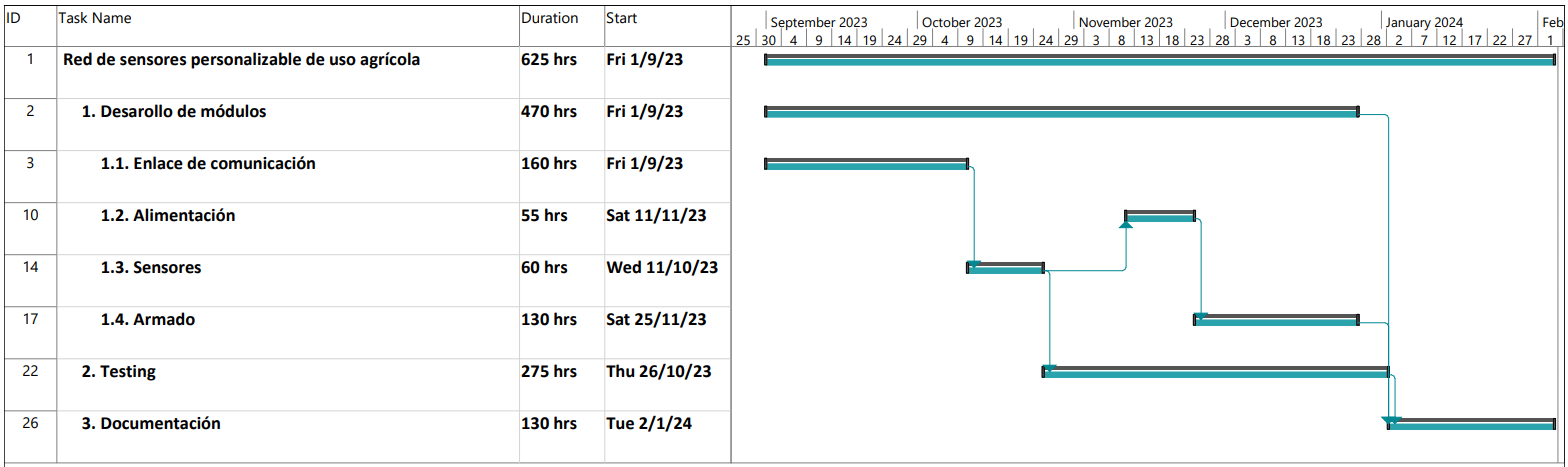 ID Task Name Duration Start September 2023 October 2023 November 2023 December 2023 January 2024 Feb
25 30 4 9 14 19 24 29 4 9 14 19 24 29 3 8 13 18 23 28 3 8 13 18 23 28 2 7 12 17 22 27 1
1 Red de sensores personalizable de uso agrícola 625 hrs Fri 1/9/23
2 1. Desarollo de módulos 470 hrs Fri 1/9/23
3 1.1. Enlace de comunicación 160 hrs Fri 1/9/23
10 1.2. Alimentación 55 hrs Sat 11/11/23
14 1.3. Sensores 60 hrs Wed 11/10/23
17 1.4. Armado 130 hrs Sat 25/11/23
22 2. Testing 275 hrs Thu 26/10/23
26 3. Documentación 130 hrs Tue 2/1/24